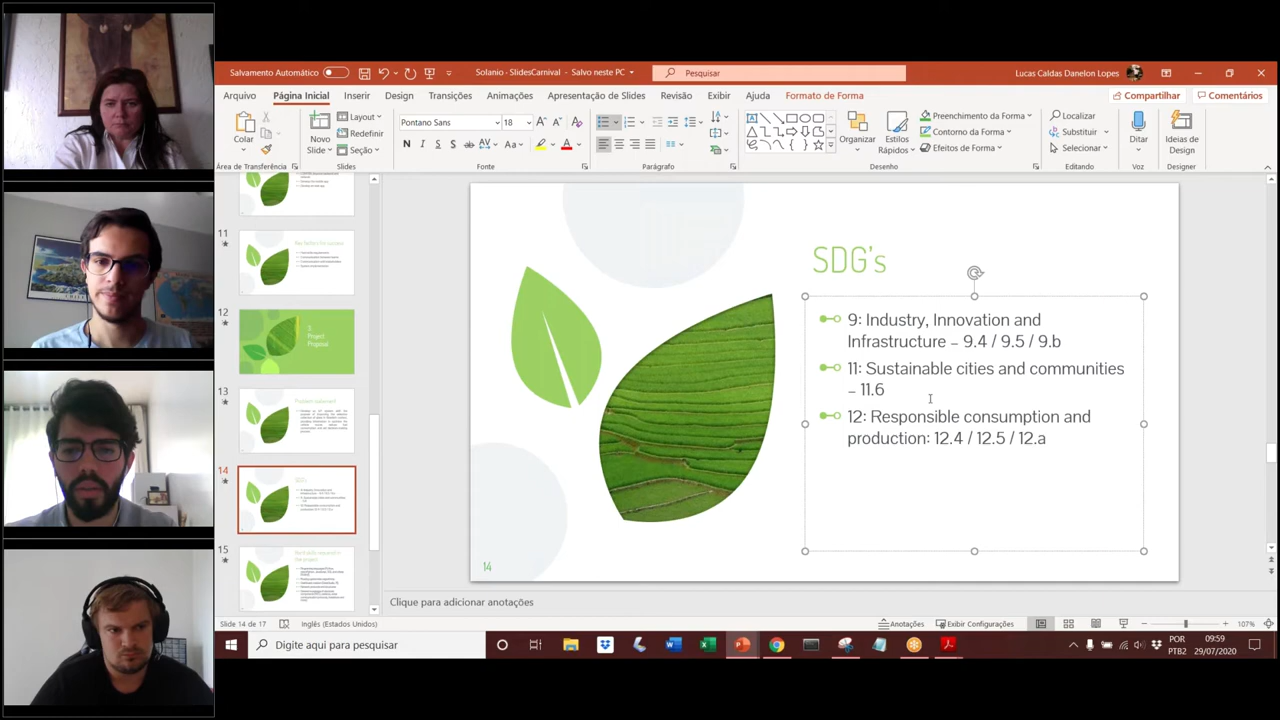 Salvamento Automático
Solanio - SlidesCarnival - Salvo neste PC
Pesquisar
Lucas Caldas Danelon Lopes
Arquivo Página Inicial Inserir Design Transições Animações Apresentação de Slides Revisão Exibir Ajuda Formato de Forma
Compartilhar Comentários
Colar
Novo
Slide
Layout
Redefinir
Seção
Pontano Sans 18
Organizar
Estilos
Rápidos
Preenchimento da Forma
Contorno da Forma
Efeitos de Forma
Localizar
Substituir
Selecionar
Ditar
Ideias de
Design
Área de Transferência Slides Fonte Parágrafo Desenho Editando Voz Designer
11
12
3.
Project
Proposal
13
Problem statement
14
15
SDG's
9: Industry, Innovation and
Infrastructure – 9.4 / 9.5 / 9.b
11: Sustainable cities and communities
– 11.6
12: Responsible consumption and
production: 12.4 / 12.5 / 12.a
14
Clique para adicionar anotações
Slide 14 de 17 Inglês (Estados Unidos) Anotações Exibir Configurações 107%
Digite aqui para pesquisar
POR
PTB2
09:59
29/07/2020